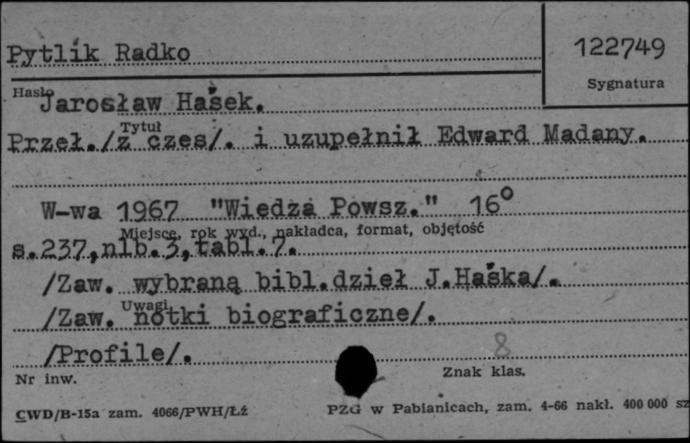 Pytlik Radko
122749
Sygnatura
Hasło
Jarosław Hašek.
Tytuł
Przeł./z czes/. i uzupełnił Edward Madany.
W-wa 1967 "Wiedza Powsz." 16°
Miejsce, rok wyd., nakładca, format, objętość
s.237,nlb.3,tabl.7.
/Zaw. wybraną bibl.dzieł J.Haška/.
Uwagi
/Zaw. notki biograficzne/.
/Profile/.
8
Nr inw.
Znak klas.
CWD/B-15a zam. 4066/PWH/Łź
PZG w Pabianicach, zam. 4-66 nakł. 400 000 sz